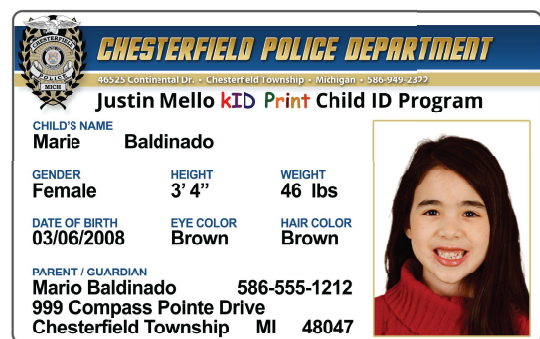 CHESTERFIELD POLICE DEPARTMENT
46525 Continental Dr. • Chesterfeld Township • Michigan • 586-949-2322
CHESTERFIELD
POLICE
MICH
Justin Mello kID Print Child ID Program
CHILD'S NAME
Marie Baldinado
GENDER HEIGHT WEIGHT
Female 3' 4” 46 lbs
DATE OF BIRTH EYE COLOR HAIR COLOR
03/06/2008 Brown Brown
PARENT / GUARDIAN
Mario Baldinado 586-555-1212
999 Compass Pointe Drive
Chesterfield Township MI 48047